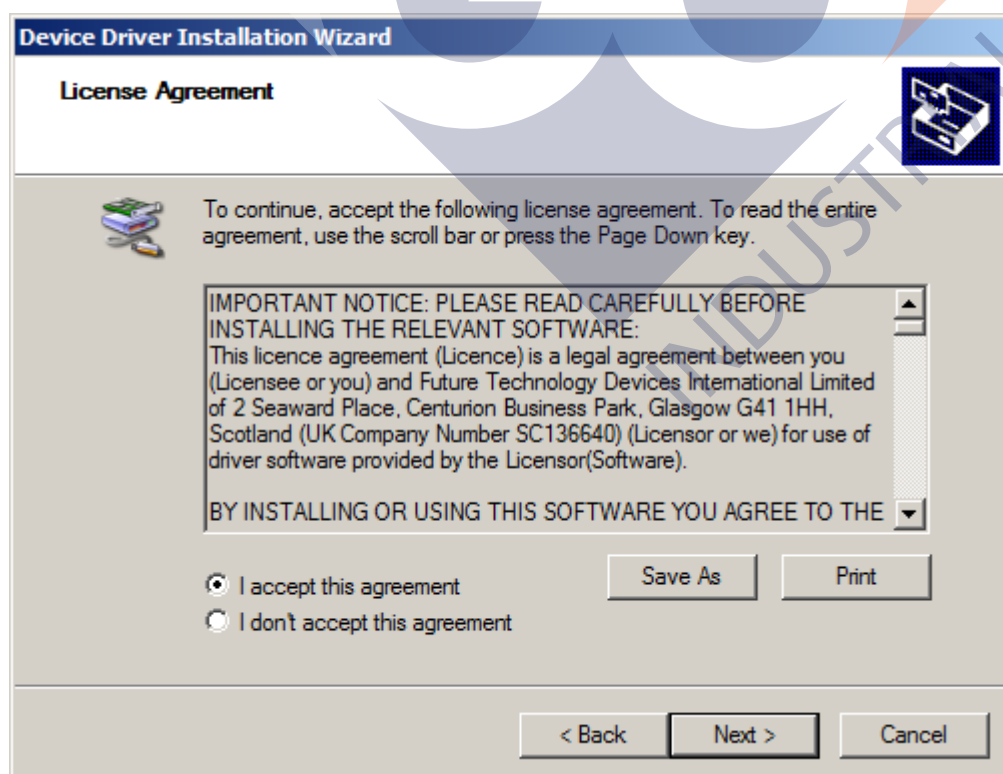 Device Driver Installation Wizard
License Agreement
To continue, accept the following license agreement. To read the entire
agreement, use the scroll bar or press the Page Down key.
IMPORTANT NOTICE: PLEASE READ CAREFULLY BEFORE
INSTALLING THE RELEVANT SOFTWARE:
This licence agreement (Licence) is a legal agreement between you
(Licensee or you) and Future Technology Devices International Limited
of 2 Seaward Place, Centurion Business Park, Glasgow G41 1HH,
Scotland (UK Company Number SC136640) (Licensor or we) for use of
driver software provided by the Licensor(Software).
BY INSTALLING OR USING THIS SOFTWARE YOU AGREE TO THE
I accept this agreement
I don't accept this agreement
Save As
Print
< Back
Next >
Cancel